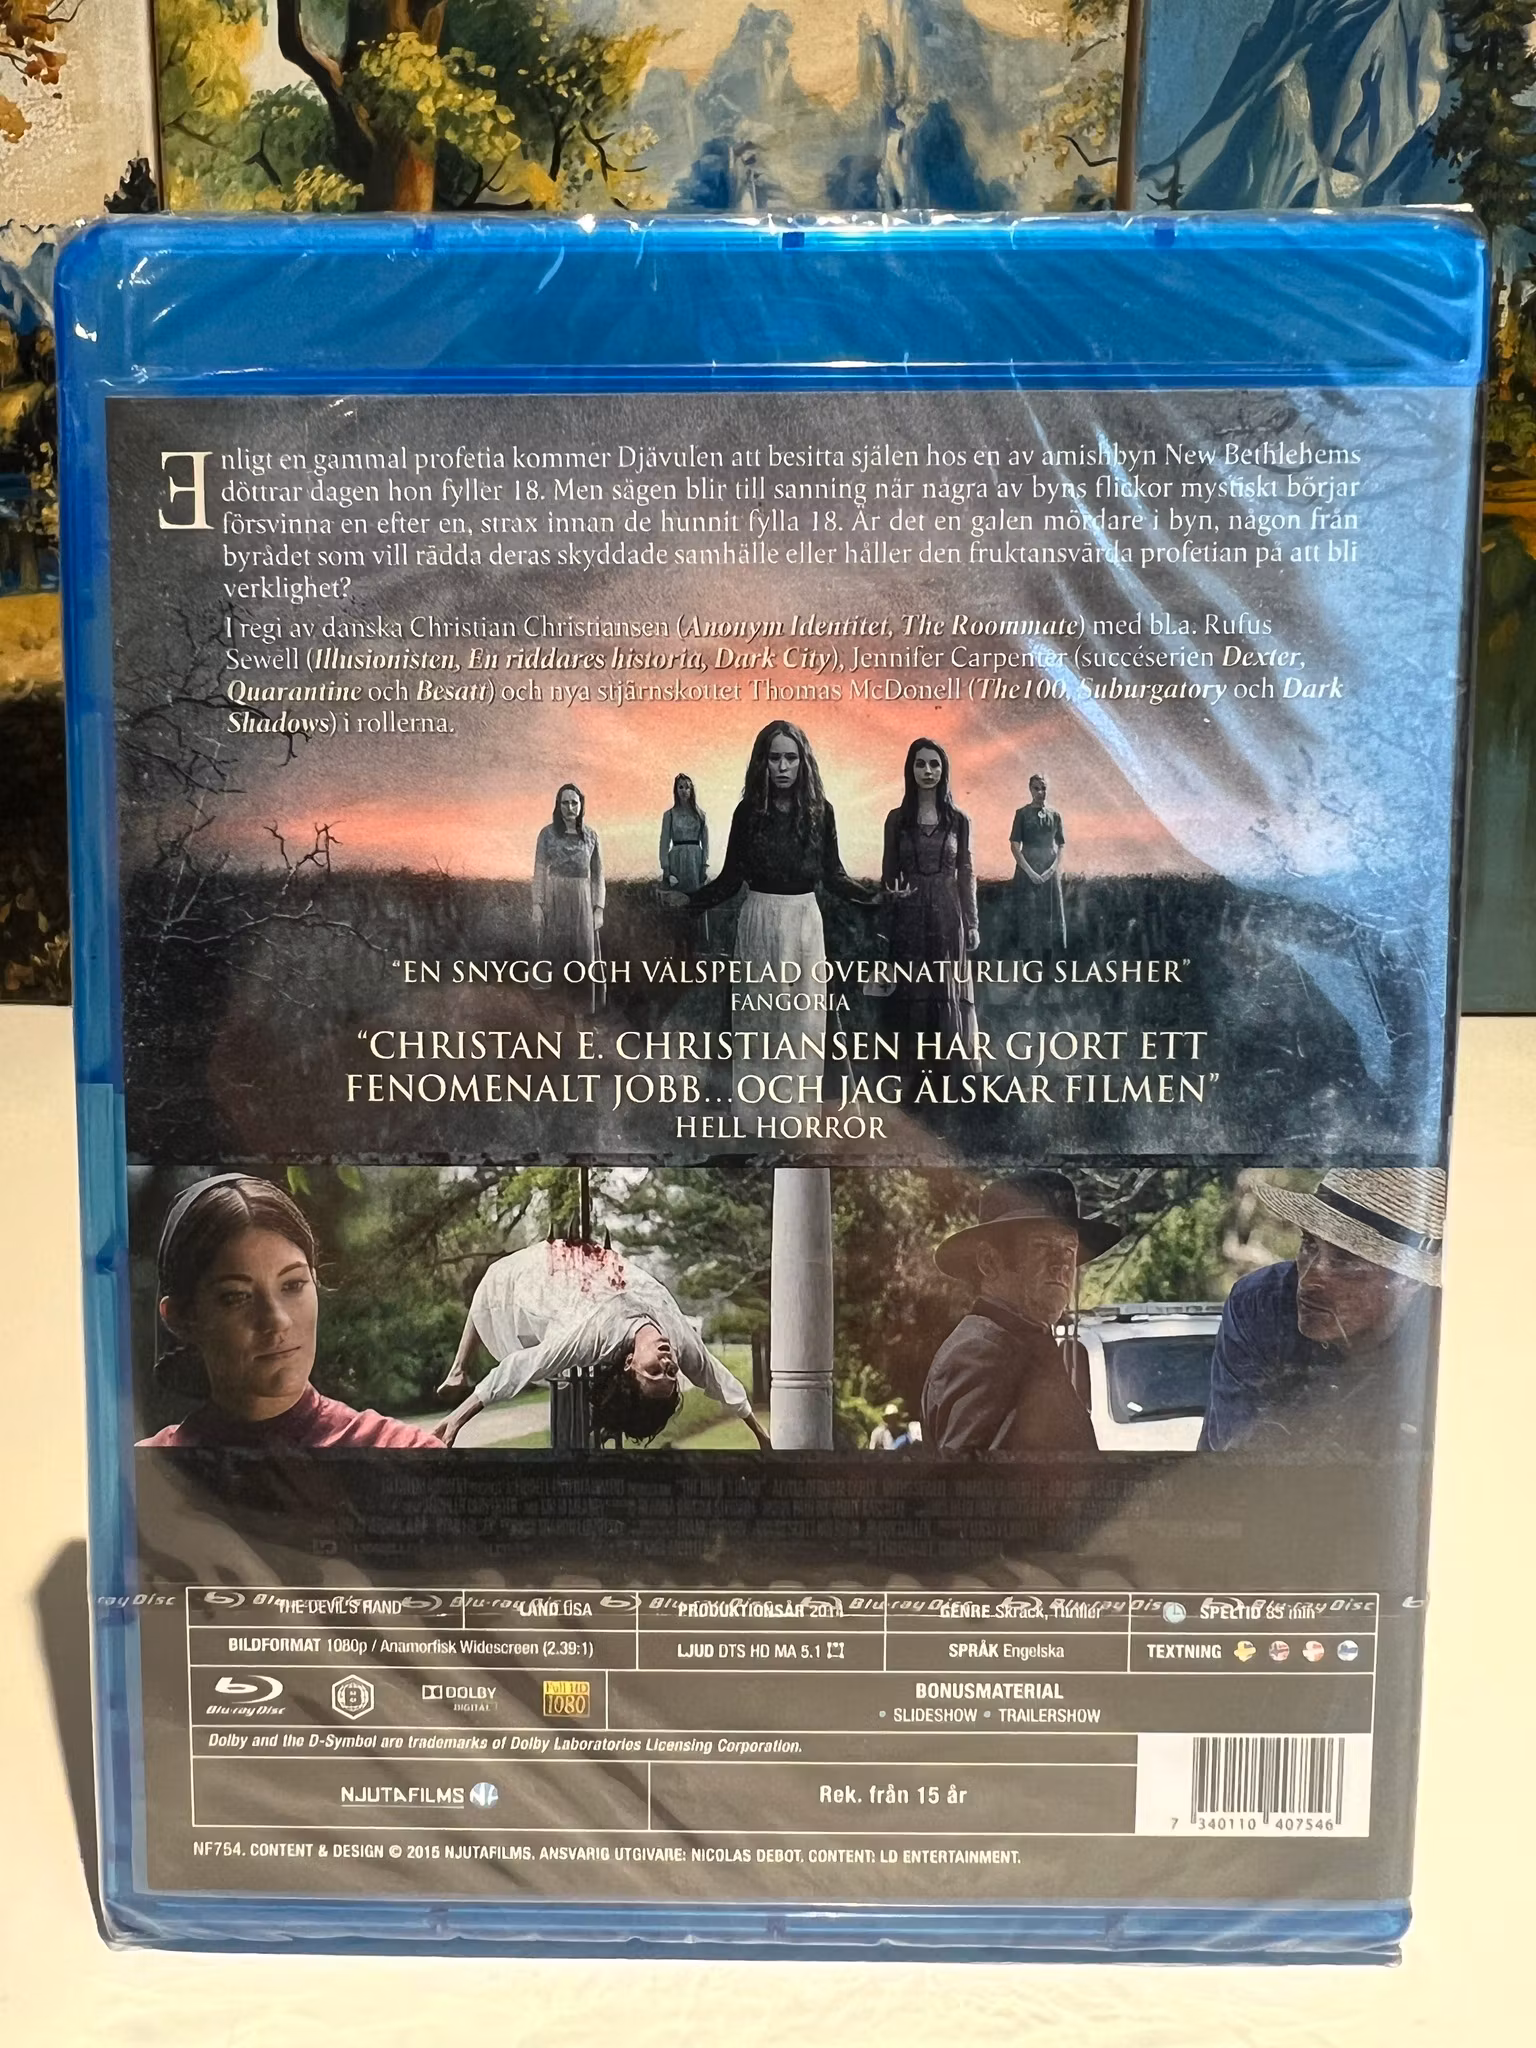 Enligt en gammal profetia kommer Djävulen att besitta själen hos en av amishbyn New Bethlehems
döttrar dagen hon fyller 18. Men sägen blir till sanning när några av byns flickor mystiskt börjar
försvinna en efter en, strax innan de hunnit fylla 18. Är det en galen mördare i byn, någon från
byrådet som vill rädda deras skyddade samhälle eller håller den fruktansvärda profetian på att bli
verklighet?
I regi av danska Christian Christiansen (Anonym Identitet, The Roommate) med bl.a. Rufus
Sewell (Illusionisten, En riddares historia, Dark City), Jennifer Carpenter (succéserien Dexter,
Quarantine och Besatt) och nya stjärnskottet Thomas McDonell (The100, Suburgatory och Dark
Shadows) i rollerna.
"EN SNYGG OCH VÄLSPELAD ÖVERNATURLIG SLASHER"
FANGORIA
"CHRISTAN E. CHRISTIANSEN HAR GJORT ETT
FENOMENALT JOBB...OCH JAG ÄLSKAR FILMEN"
HELL HORROR
THE DEVIL'S HAND LAND USA PRODUKTIONSÅR 2014 GENRE Skräck, Thriller SPELTID 85 min
BILDFORMAT 1080p / Anamorfisk Widescreen (2.39:1) LJUD DTS HD MA 5.1 SPRÅK Engelska TEXTNING
Blu-ray Disc B DOLBY DIGITAL Full HD 1080
BONUSMATERIAL
• SLIDESHOW • TRAILERSHOW
Dolby and the D-Symbol are trademarks of Dolby Laboratories Licensing Corporation.
NJUTAFILMS NF
Rek. från 15 år
7 340110 407546
NF754. CONTENT & DESIGN © 2015 NJUTAFILMS. ANSVARIG UTGIVARE: NICOLAS DEBOT. CONTENT: LD ENTERTAINMENT.